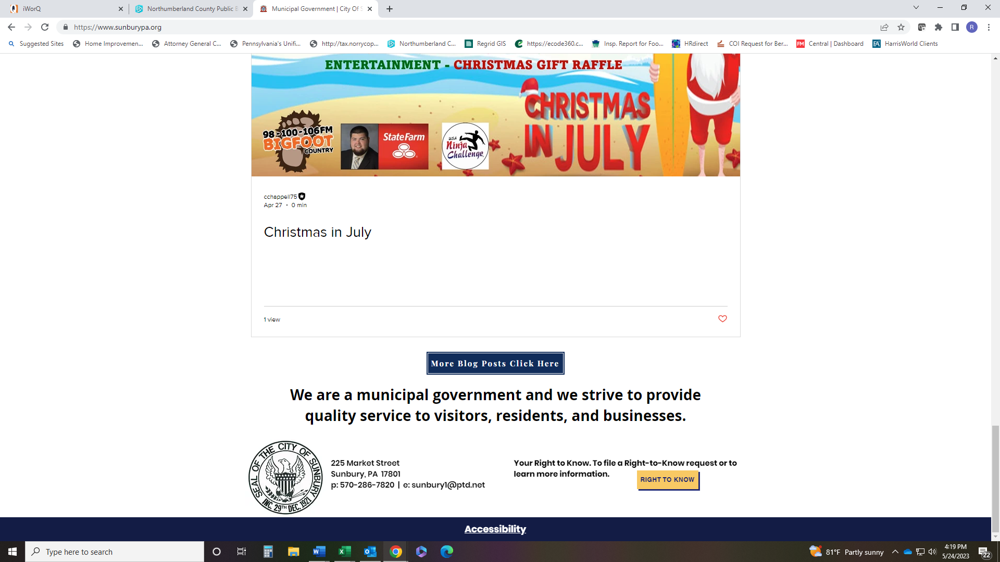 iWorQ
Northumberland County Public
Municipal Government | City Of
https://www.sunburypa.org
R
Suggested Sites
Home Improvemen...
Attorney General C...
Pennsylvania's Unifi...
http://tax.norrycop...
Northumberland C...
Regrid GIS
https://ecode360.c...
Insp. Report for Foo...
HRdirect
COI Request for Ber...
FM Central | Dashboard
FA HarrisWorld Clients
ENTERTAINMENT - CHRISTMAS GIFT RAFFLE
CHRISTMAS
IN JULY
98-100-106FM
BIGFOOT
COUNTRY
StateFarm
USA
Ninja
Challenge
cchappell75
Apr 27 · 0 min
Christmas in July
1 view
More Blog Posts Click Here
We are a municipal government and we strive to provide
quality service to visitors, residents, and businesses.
SEAL OF THE CITY OF SUNBURY
INC. 29TH DEC. 1921
225 Market Street
Sunbury, PA 17801
p: 570-286-7820 | e: sunbury1@ptd.net
Your Right to Know. To file a Right-to-Know request or to
learn more information.
RIGHT TO KNOW
Accessibility
Type here to search
81°F Partly sunny
4:19 PM
5/24/2023
22